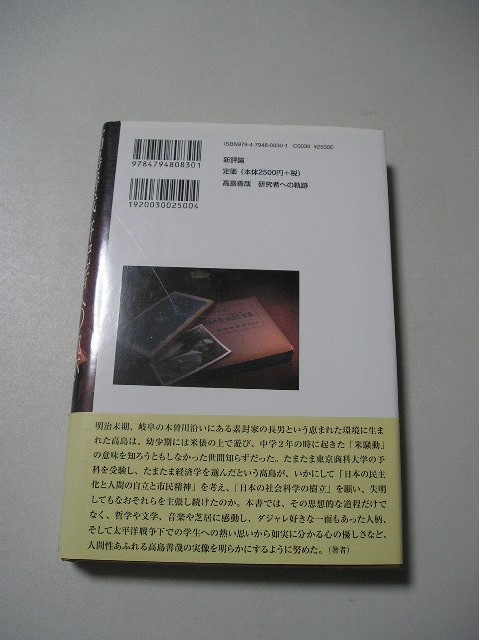 ISBN978-4-7948-0830-1 C0030 ¥2500E
9784794808301
新評論
定価(本体2500円+税)
高島善哉 研究者への軌跡
1920030025004
明治末期、岐阜の木曽川沿いにある素封家の長男という恵まれた環境に生ま
れた高島は、幼少期には米俵の上で遊び、中学2年の時に起きた「米騒動」
の意味を知ろうともしなかった世間知らずだった。たまたま東京商科大学の予
科を受験し、たまたま経済学を選んだという高島が、いかにして「日本の民主
化と人間の自立と市民精神」を考え、「日本の社会科学の樹立」を願い、失明
してもなおそれらを主張し続けたのか。本書では、その思想的な道程だけで
なく、哲学や文学、音楽や芝居に感動し、ダジャレ好きな一面もあった人柄、
そして太平洋戦争下での学生への熱い思いから如実に分かる心の優しさなど、
人間性あふれる高島善哉の実像を明らかにするように努めた。(著者)